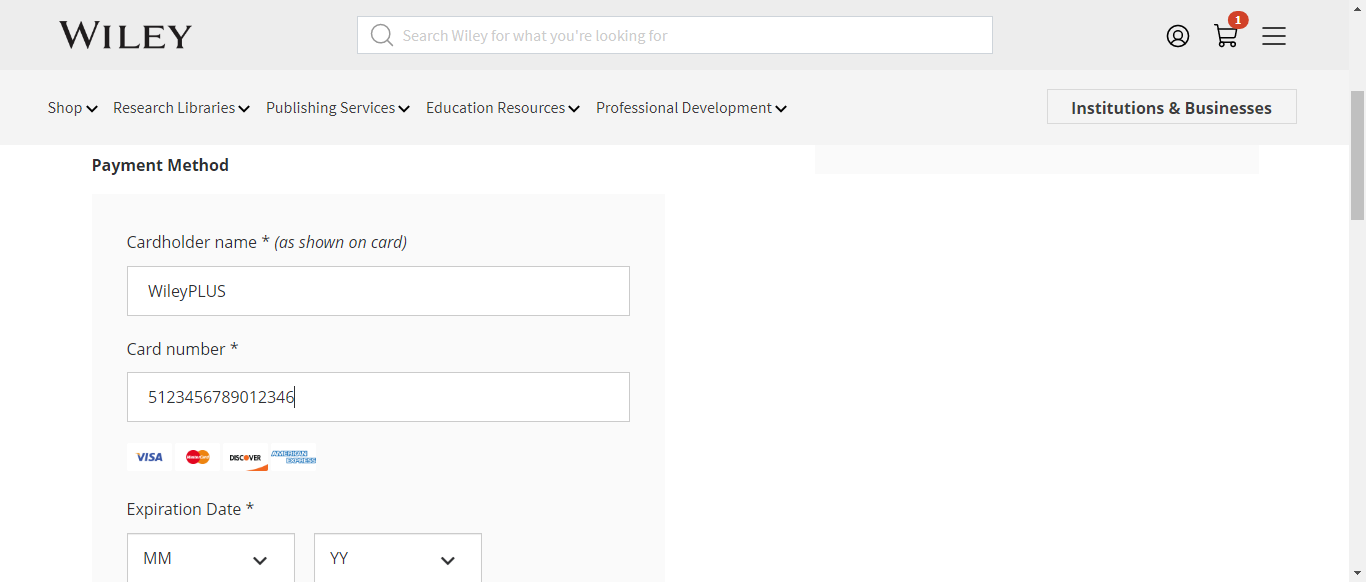 WILEY
Search Wiley for what you're looking for
1
Shop Research Libraries Publishing Services Education Resources Professional Development
Institutions & Businesses
Payment Method
Cardholder name * (as shown on card)
WileyPLUS
Card number *
5123456789012346
VISA MasterCard DISCOVER AMERICAN EXPRESS
Expiration Date *
MM YY